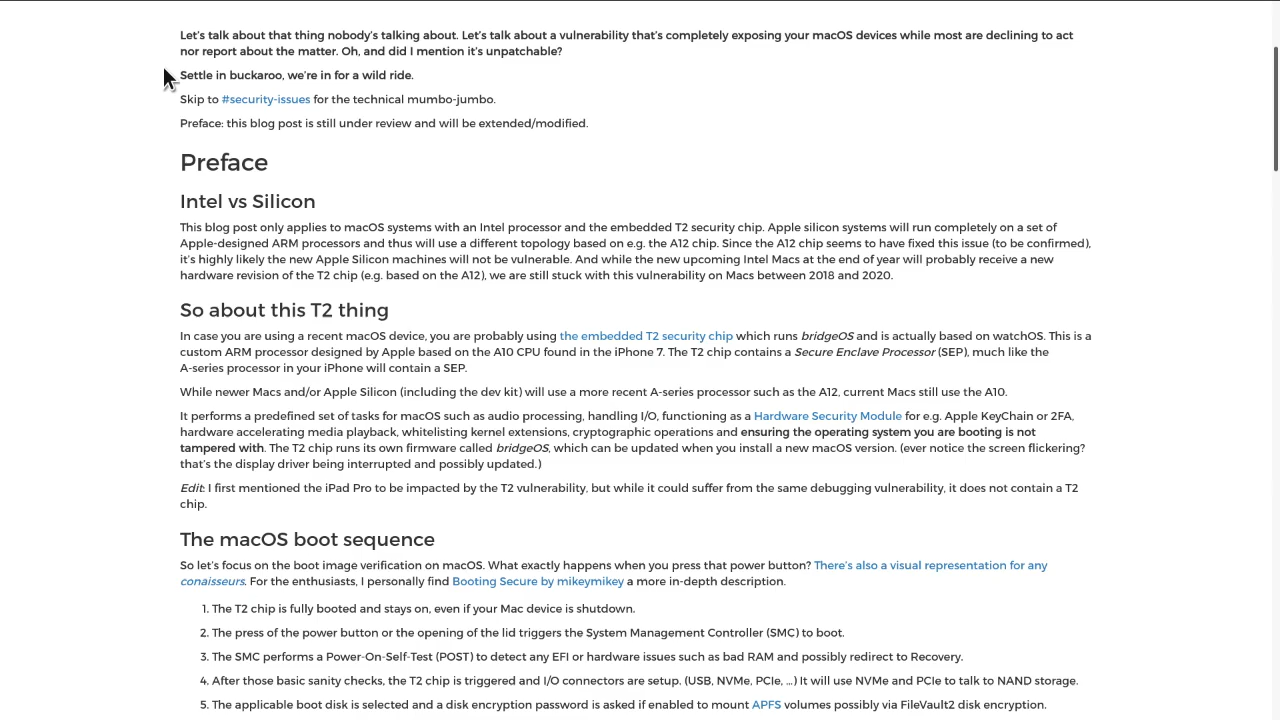 Let's talk about that thing nobody's talking about. Let's talk about a vulnerability that's completely exposing your macOS devices while most are declining to act
nor report about the matter. Oh, and did I mention it's unpatchable?
Settle in buckaroo, we're in for a wild ride.
Skip to #security-issues for the technical mumbo-jumbo.
Preface: this blog post is still under review and will be extended/modified.
Preface
Intel vs Silicon
This blog post only applies to macOS systems with an Intel processor and the embedded T2 security chip. Apple silicon systems will run completely on a set of
Apple-designed ARM processors and thus will use a different topology based on e.g. the A12 chip. Since the A12 chip seems to have fixed this issue (to be confirmed),
it's highly likely the new Apple Silicon machines will not be vulnerable. And while the new upcoming Intel Macs at the end of year will probably receive a new
hardware revision of the T2 chip (e.g. based on the A12), we are still stuck with this vulnerability on Macs between 2018 and 2020.
So about this T2 thing
In case you are using a recent macOS device, you are probably using the embedded T2 security chip which runs bridgeOS and is actually based on watchOS. This is a
custom ARM processor designed by Apple based on the A10 CPU found in the iPhone 7. The T2 chip contains a Secure Enclave Processor (SEP), much like the
A-series processor in your iPhone will contain a SEP.
While newer Macs and/or Apple Silicon (including the dev kit) will use a more recent A-series processor such as the A12, current Macs still use the A10.
It performs a predefined set of tasks for macOS such as audio processing, handling I/O, functioning as a Hardware Security Module for e.g. Apple KeyChain or 2FA,
hardware accelerating media playback, whitelisting kernel extensions, cryptographic operations and ensuring the operating system you are booting is not
tampered with. The T2 chip runs its own firmware called bridgeOS, which can be updated when you install a new macOS version. (ever notice the screen flickering?
that's the display driver being interrupted and possibly updated.)
Edit: I first mentioned the iPad Pro to be impacted by the T2 vulnerability, but while it could suffer from the same debugging vulnerability, it does not contain a T2
chip.
The macOS boot sequence
So let's focus on the boot image verification on macOS. What exactly happens when you press that power button? There's also a visual representation for any
conaisseurs. For the enthusiasts, I personally find Booting Secure by mikeymikey a more in-depth description.
1. The T2 chip is fully booted and stays on, even if your Mac device is shutdown.
2. The press of the power button or the opening of the lid triggers the System Management Controller (SMC) to boot.
3. The SMC performs a Power-On-Self-Test (POST) to detect any EFI or hardware issues such as bad RAM and possibly redirect to Recovery.
4. After those basic sanity checks, the T2 chip is triggered and I/O connectors are setup. (USB, NVMe, PCIe, …) It will use NVMe and PCIe to talk to NAND storage.
5. The applicable boot disk is selected and a disk encryption password is asked if enabled to mount APFS volumes possibly via FileVault2 disk encryption.